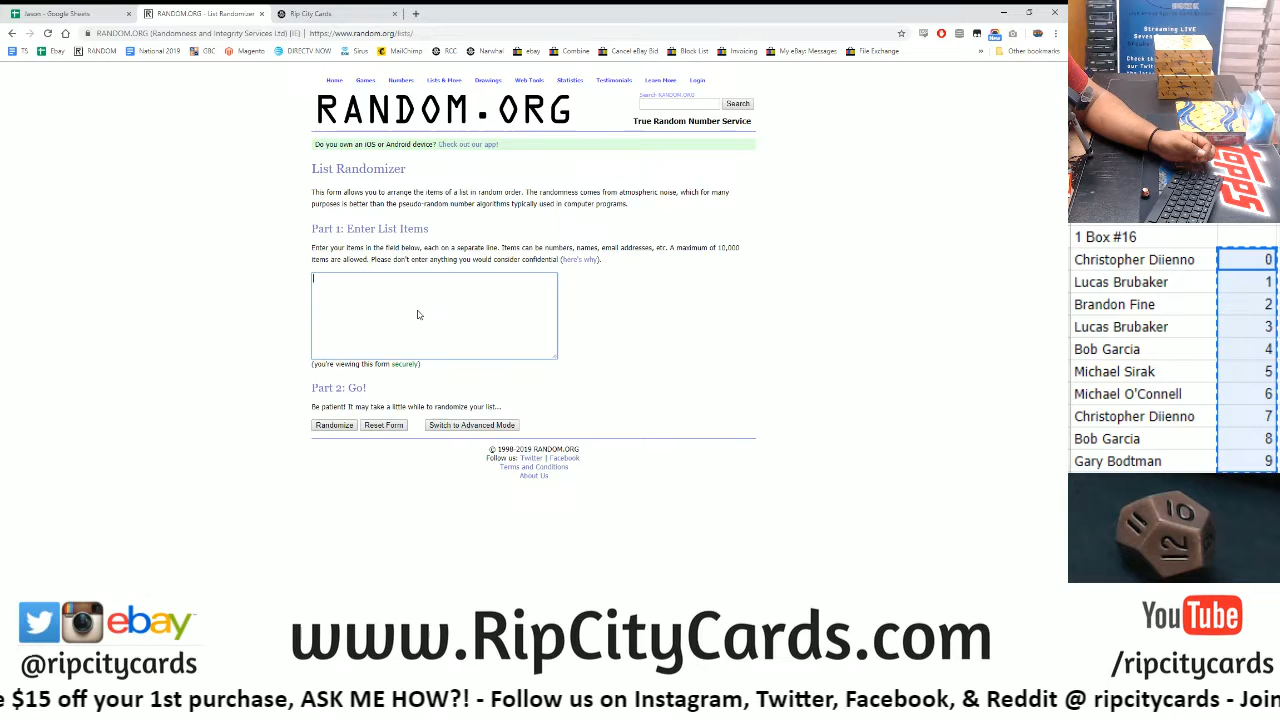 Jason - Google Sheets
RANDOM.ORG - List Randomizer
Rip City Cards
RANDOM.ORG (Randomness and Integrity Services Ltd) [IE]
https://www.random
TS
Ebay
RANDOM
National 2019
GBC
Magento
DIRECTV NOW
Sirus
ebay
Combine
Cancel eBay Bid
Block List
Invoicing
My eBay: Messages
File Exchange
Other bookmarks
Home Games Numbers Lists & More Drawings Web Tools Statistics Testimonials Learn More Login
RANDOM.ORG
Search RANDOM.ORG
Search
True Random Number Service
Do you own an iOS or Android device? Check out our app!
List Randomizer
This form allows you to arrange the items of a list in random order. The randomness comes from atmospheric noise, which for many
purposes is better than the pseudo-random number algorithms typically used in computer programs.
Part 1: Enter List Items
Enter your items in the field below, each on a separate line. Items can be numbers, names, email addresses, etc. A maximum of 10,000
items are allowed. Please don't enter anything you would consider confidential (here's why).
(you're viewing this form securely)
Part 2: Go!
Be patient! It may take a little while to randomize your list...
Randomize Reset Form Switch to Advanced Mode
© 1998-2019 RANDOM.ORG
Follow us: Twitter | Facebook
Terms and Conditions
About Us
Streaming LIVE
topps
1 Box #16
Christopher Diienno 0
Lucas Brubaker 1
Brandon Fine 2
Lucas Brubaker 3
Bob Garcia 4
Michael Sirak 5
Michael O'Connell 6
Christopher Diienno 7
Bob Garcia 8
Gary Bodtman 9
11 10
12
ebay
@ripcitycards
www.RipCityCards.com
YouTube
/ripcitycards
e $15 off your 1st purchase, ASK ME HOW?! - Follow us on Instagram, Twitter, Facebook, & Reddit @ ripcitycards - Join